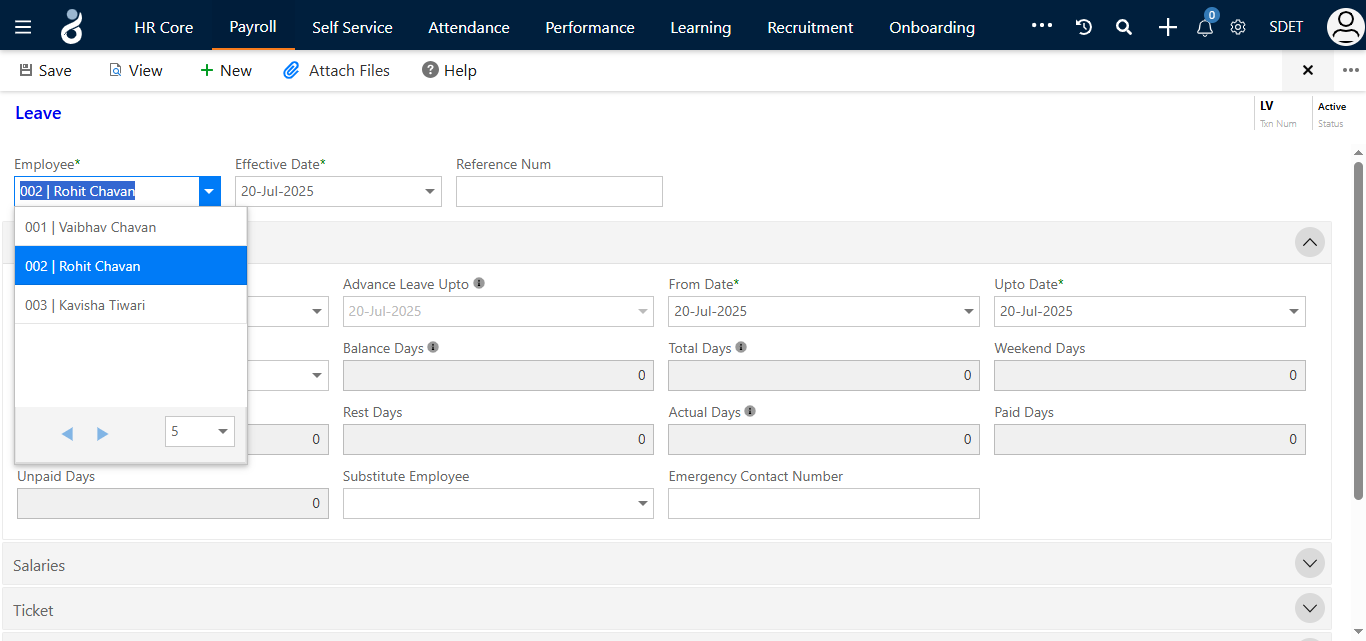 HR Core Payroll Self Service Attendance Performance Learning Recruitment Onboarding 0 SDET
Save View New Attach Files Help
Leave
LV Active
Txn Num Status
Employee* Effective Date* Reference Num
002 | Rohit Chavan 20-Jul-2025
001 | Vaibhav Chavan
002 | Rohit Chavan
003 | Kavisha Tiwari
5
Advance Leave Upto From Date* Upto Date*
20-Jul-2025 20-Jul-2025 20-Jul-2025
Balance Days Total Days Weekend Days
0 0 0
Rest Days Actual Days Paid Days
0 0 0 0
Unpaid Days Substitute Employee Emergency Contact Number
0
Salaries
Ticket